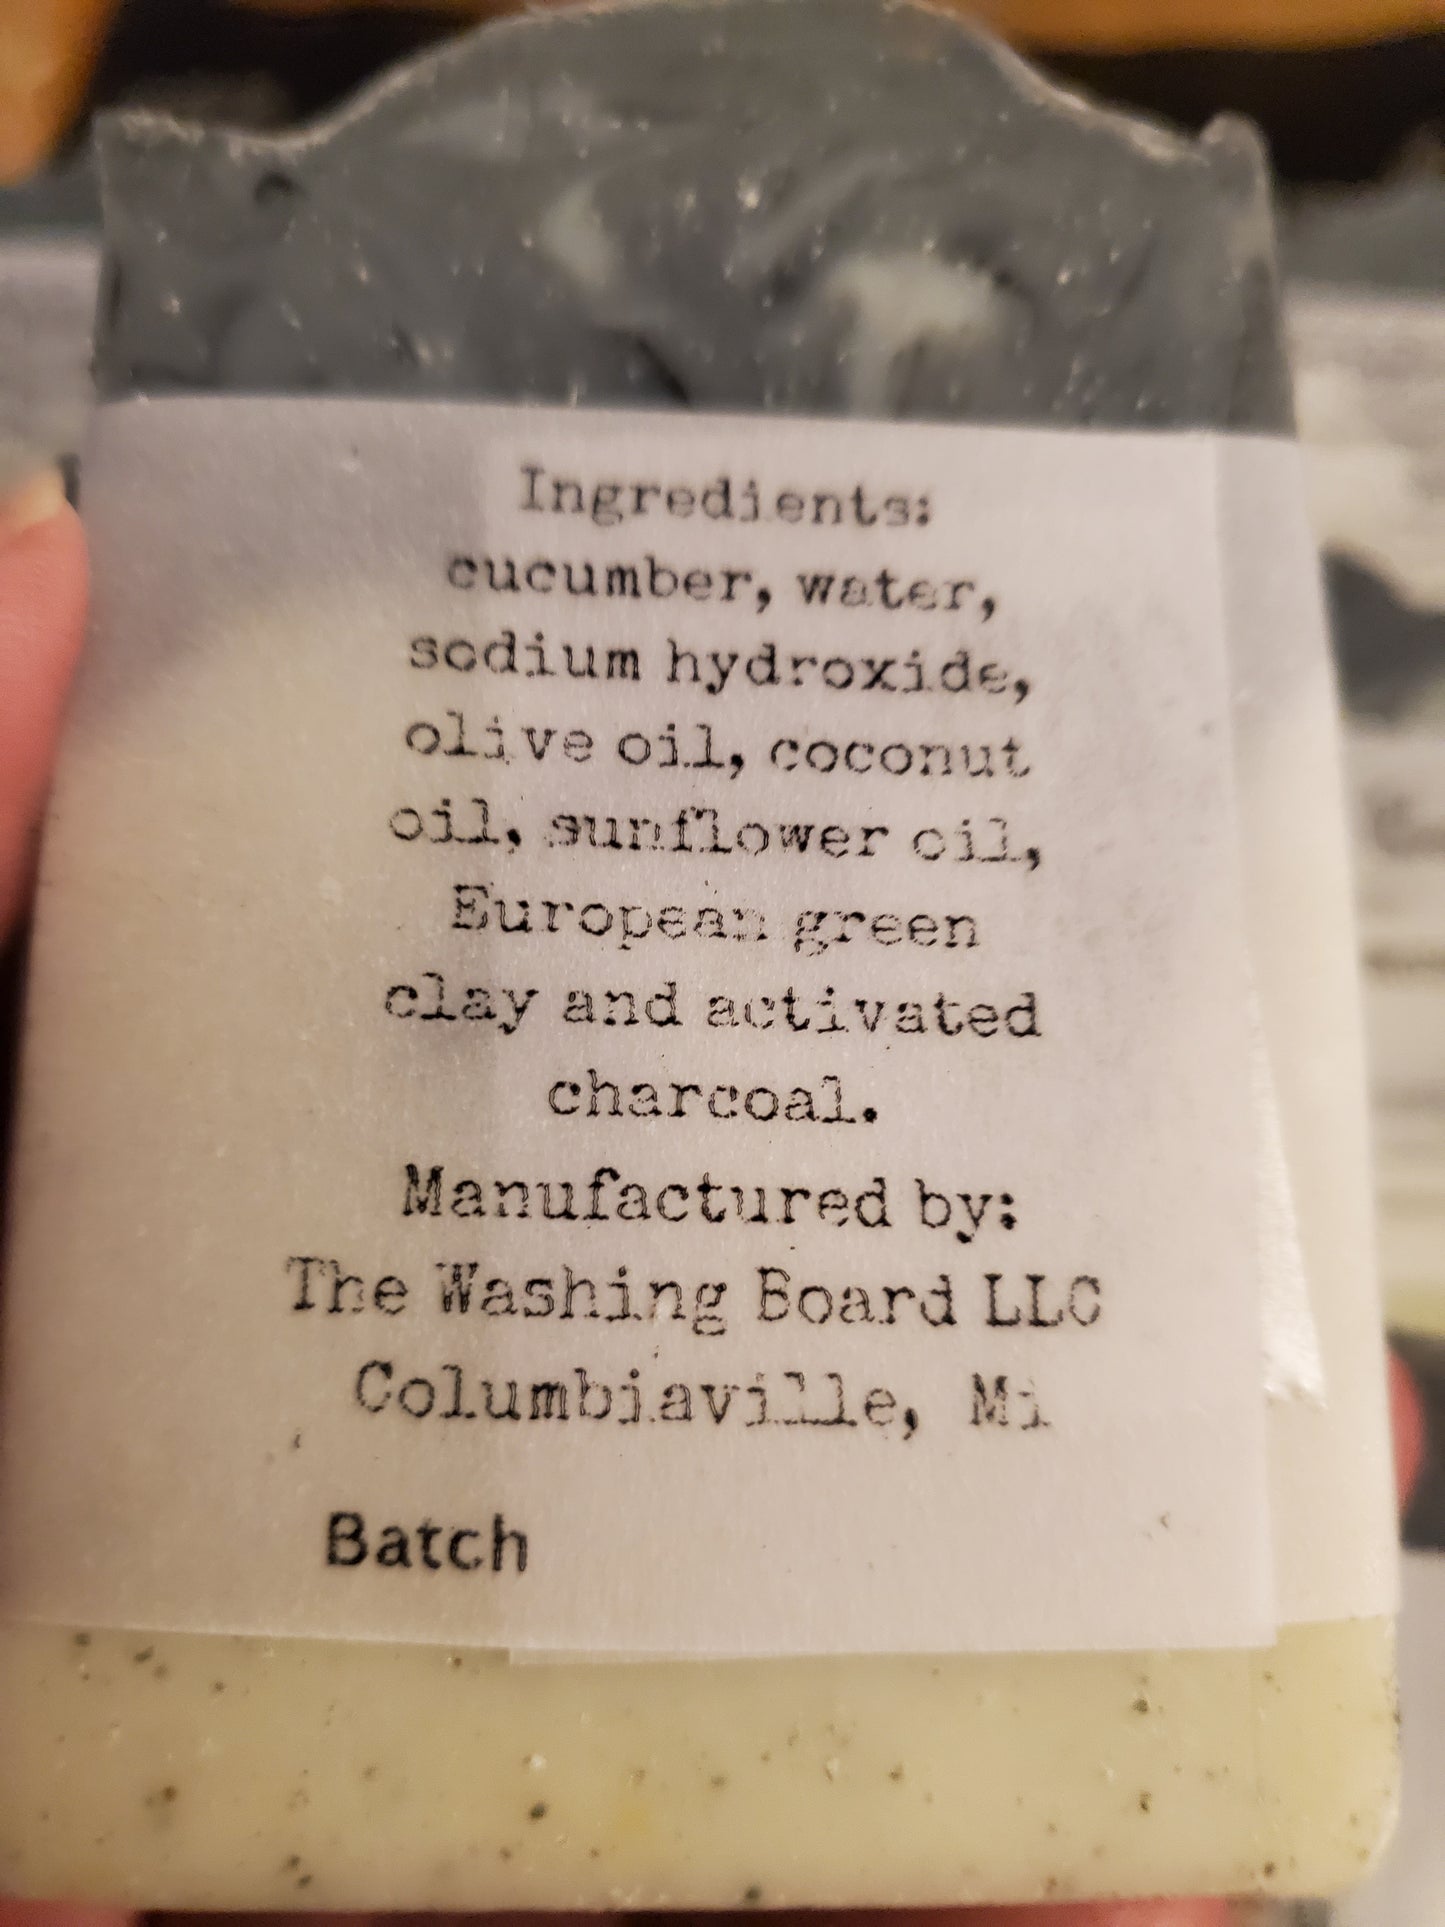 Ingredients:
cucumber, water,
sodium hydroxide,
olive oil, coconut
oil, sunflower oil,
European green
clay and activated
charcoal.
Manufactured by:
The Washing Board LLC
Columbiaville, Mi
Batch